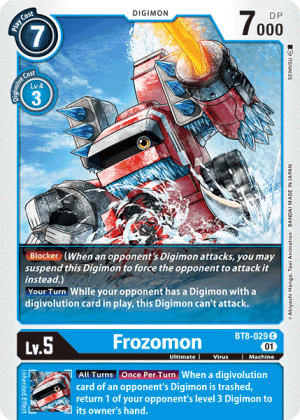 DIGIMON
Play Cost
7
7000
DP
Digivolve Cost
Lv.4
3
SENNSU
© Akiyoshi Hongo, Toei Animation BANDAI MADE IN JAPAN
Blocker (When an opponent's Digimon attacks, you may
suspend this Digimon to force the opponent to attack it
instead.)
Your Turn While your opponent has a Digimon with a
digivolution card in play, this Digimon can't attack.
BT8-029 C
Lv.5
Frozomon
01
Ultimate | Virus | Machine
Inherited Effect
All Turns Once Per Turn When a digivolution
card of an opponent's Digimon is trashed,
return 1 of your opponent's level 3 Digimon to
its owner's hand.